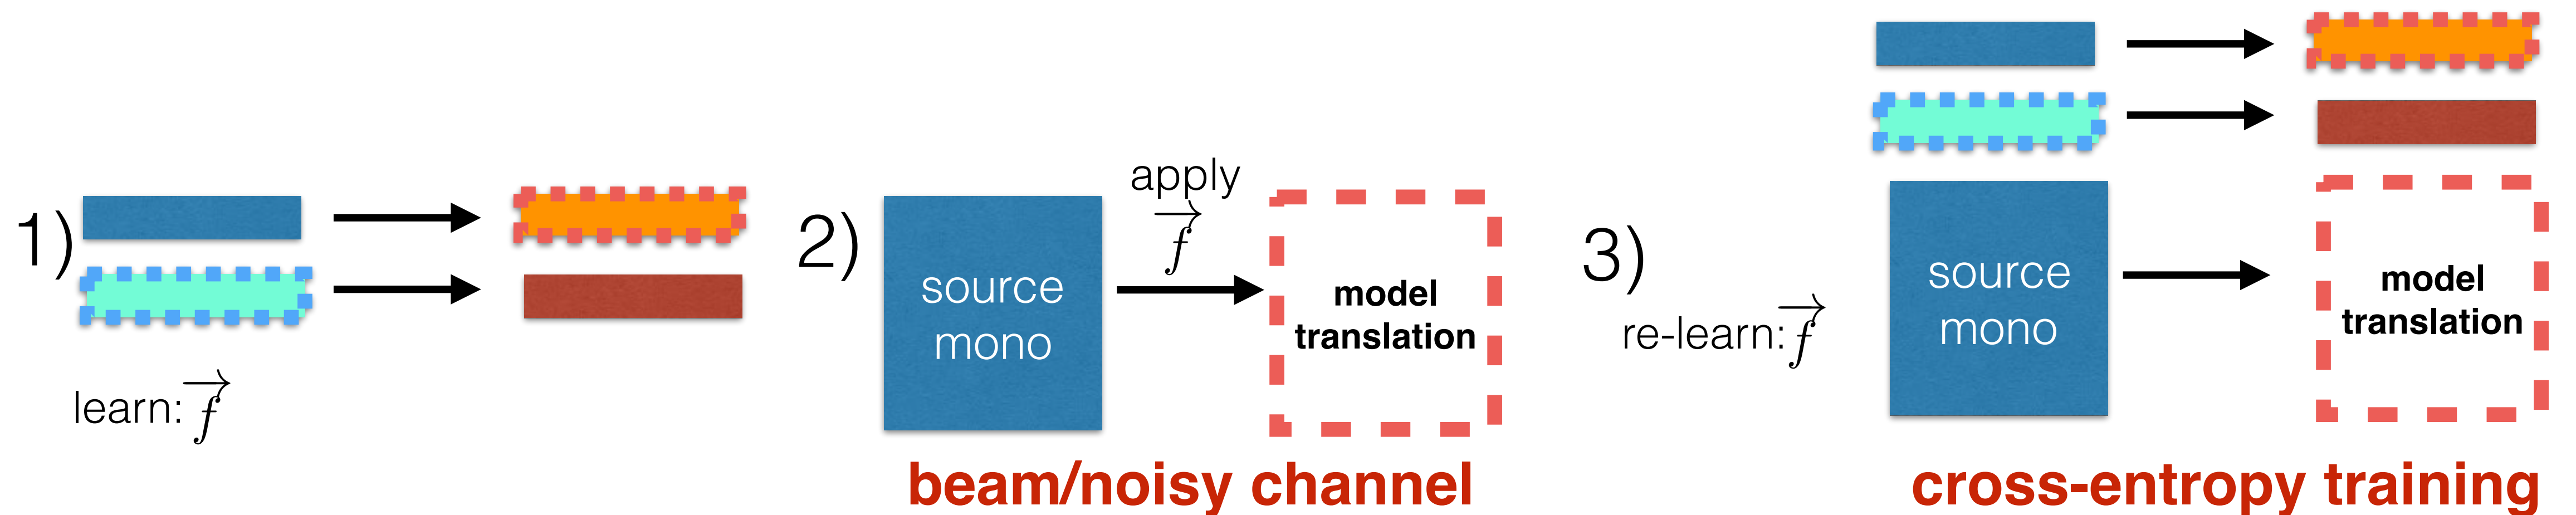 1)
learn: f
2)
source
mono
apply
f
model
translation
beam/noisy channel
3)
re-learn: f
source
mono
model
translation
cross-entropy training